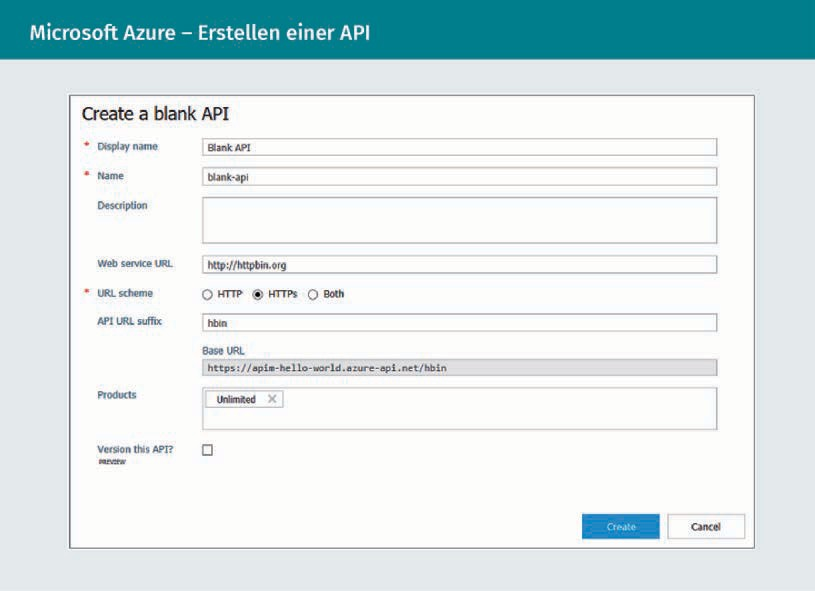 Microsoft Azure – Erstellen einer API
Create a blank API
* Display name
Blank API
* Name
blank-api
Description
Web service URL
http://httpbin.org
* URL scheme
HTTP HTTPs Both
API URL suffix
hbin
Base URL
https://apim-hello-world.azure-api.net/hbin
Products
Unlimited
Version this API?
PREVIEW
Create Cancel